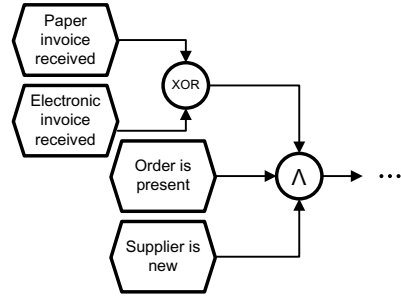 Paper
invoice
received
XOR
Electronic
invoice
received
Order is
present
Λ
...
Supplier is
new